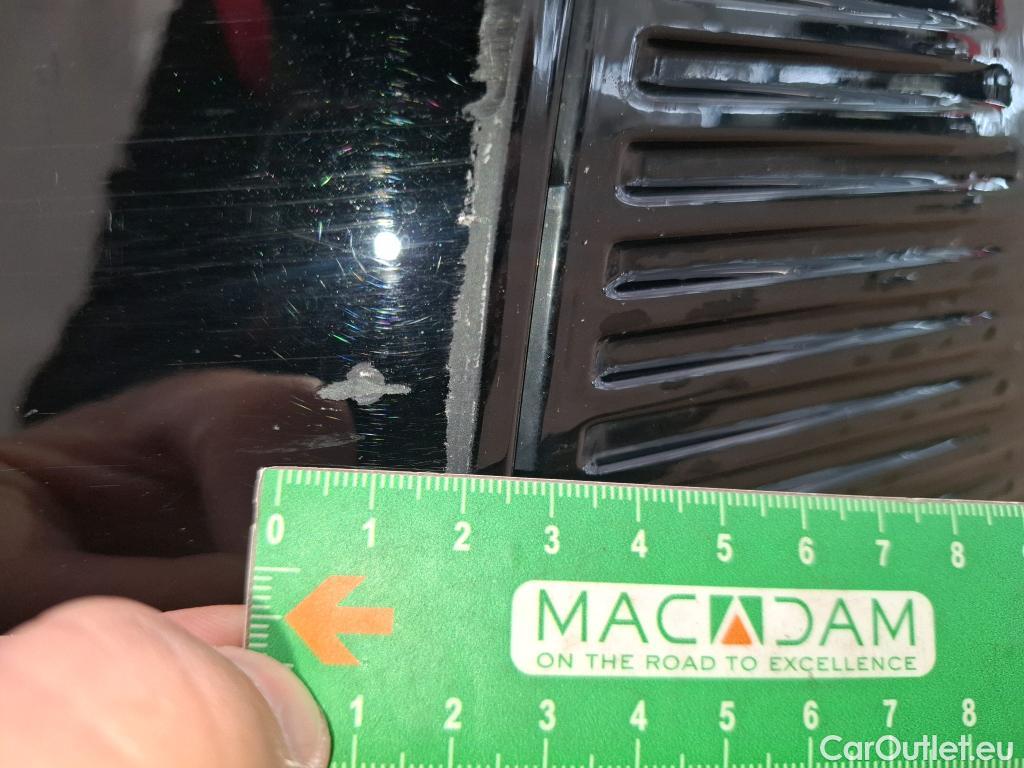 0 1 2 3 4 5 6 7 8
MACADAM
ON THE ROAD TO EXCELLENCE
1 2 3 4 5 6 7 8
CarOutlet.eu